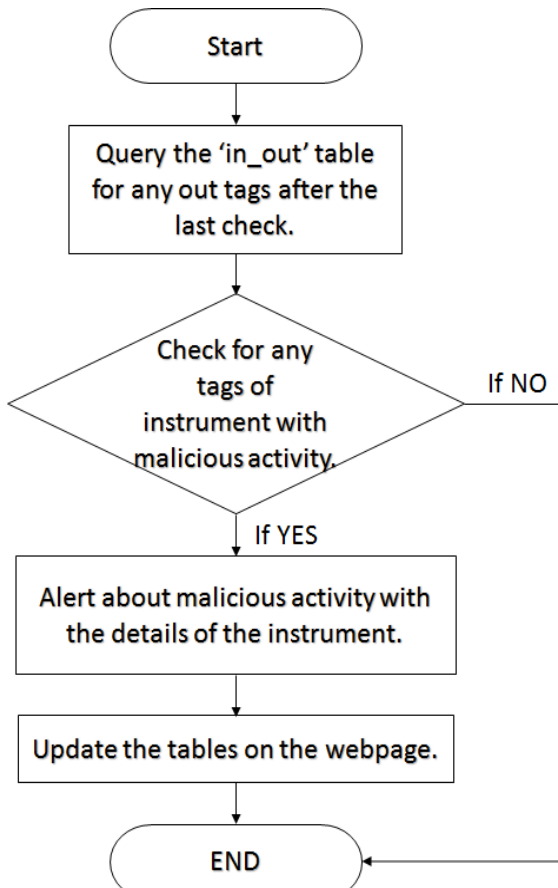 Start
Query the ‘in_out’ table
for any out tags after the
last check.
Check for any
tags of
instrument with
malicious activity.
If NO
If YES
Alert about malicious activity with
the details of the instrument.
Update the tables on the webpage.
END